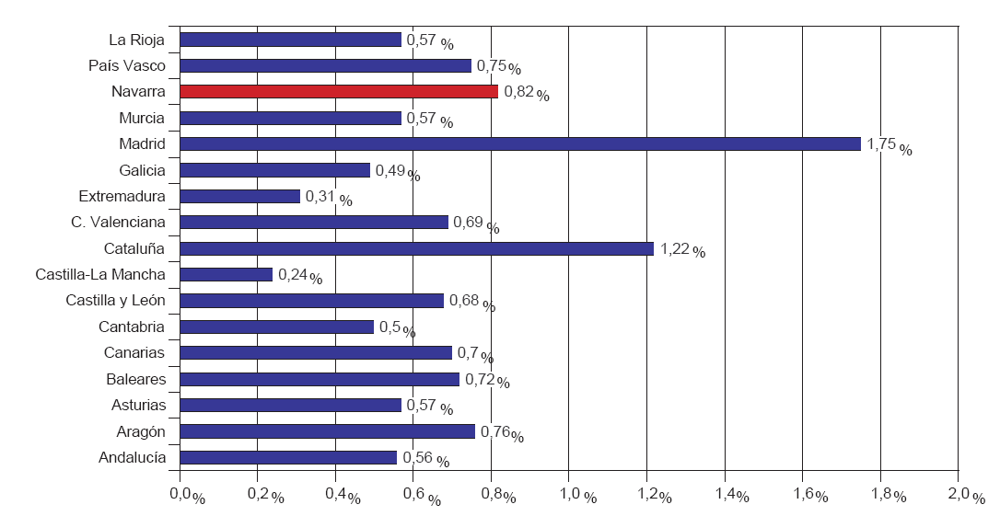 La Rioja 0,57 %
País Vasco 0,75%
Navarra 0,82%
Murcia 0,57 %
Madrid 1,75 %
Galicia 0,49%
Extremadura 0,31 %
C. Valenciana 0,69%
Cataluña 1,22 %
Castilla-La Mancha 0,24%
Castilla y León 0,68 %
Cantabria 0,5%
Canarias 0,7%
Baleares 0,72%
Asturias 0,57 %
Aragón 0,76%
Andalucía 0,56 %
0,0% 0,2% 0,4% 0,6% 0,8% 1,0% 1,2% 1,4% 1,6% 1,8% 2,0 %